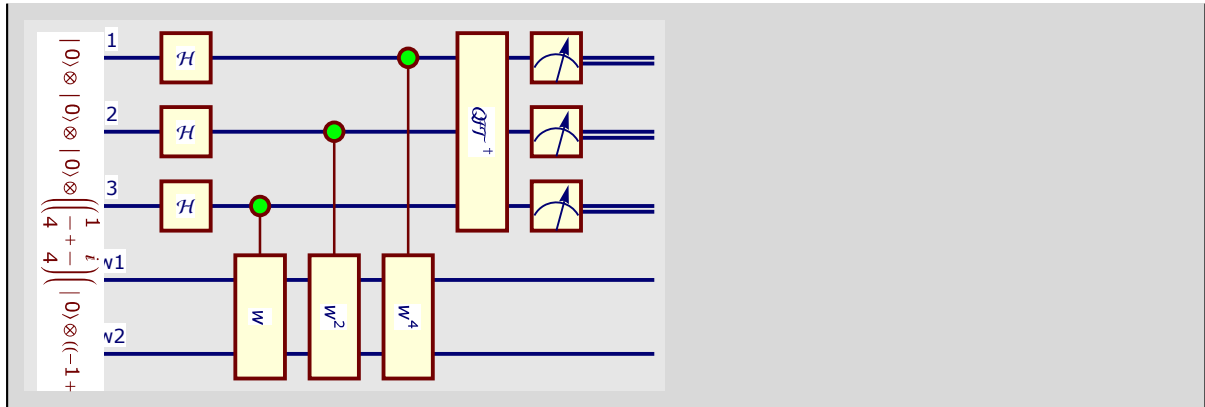 |0⟩⊗|0⟩⊗|0⟩⊗((1/4+i/4)|0⟩⊗((-1+
1
ℋ
2
ℋ
3
ℋ
w1
w2
W
W²
W⁴
𝒬ℱ𝒯†